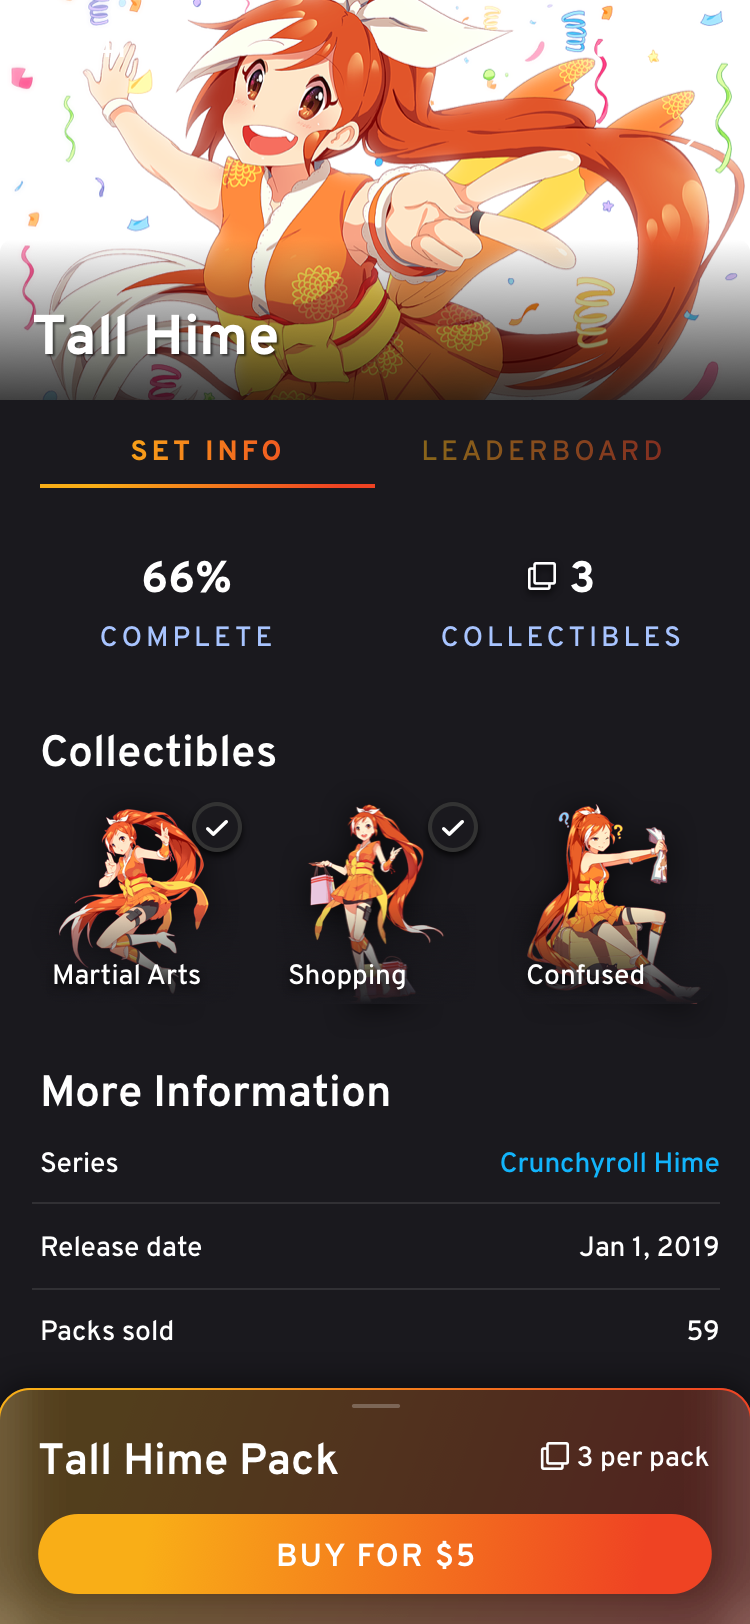 Tall Hime
SET INFO
LEADERBOARD
66%
3
COMPLETE
COLLECTIBLES
Collectibles
?
?
Martial Arts
Shopping
Confused
More Information
Series
Crunchyroll Hime
Release date
Jan 1, 2019
Packs sold
59
Tall Hime Pack
3 per pack
BUY FOR $5